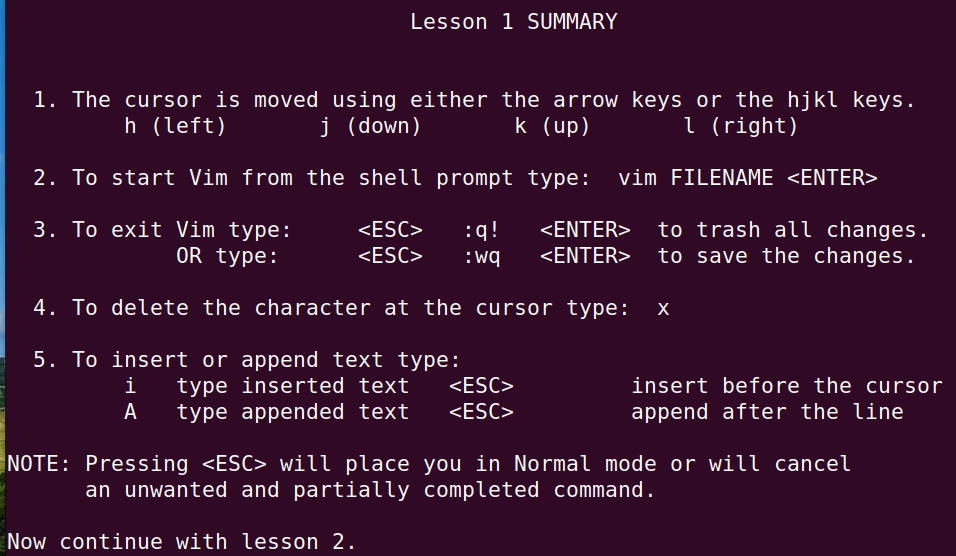 Lesson 1 SUMMARY
1. The cursor is moved using either the arrow keys or the hjkl keys.
h (left) j (down) k (up) l (right)
2. To start Vim from the shell prompt type: vim FILENAME <ENTER>
3. To exit Vim type: <ESC> :q! <ENTER> to trash all changes.
OR type: <ESC> :wq <ENTER> to save the changes.
4. To delete the character at the cursor type: x
5. To insert or append text type:
i type inserted text <ESC> insert before the cursor
A type appended text <ESC> append after the line
NOTE: Pressing <ESC> will place you in Normal mode or will cancel
an unwanted and partially completed command.
Now continue with lesson 2.